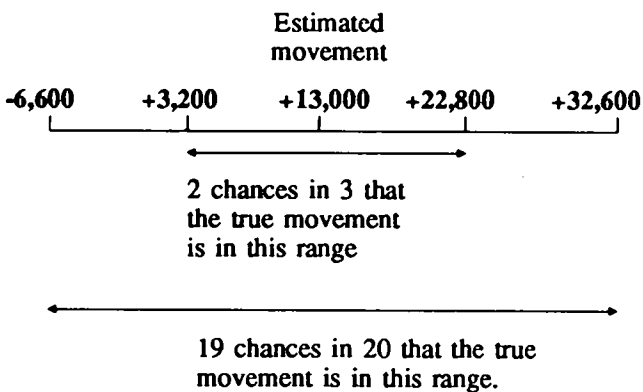 Estimated
movement
-6,600 +3,200 +13,000 +22,800 +32,600
2 chances in 3 that
the true movement
is in this range
19 chances in 20 that the true
movement is in this range.